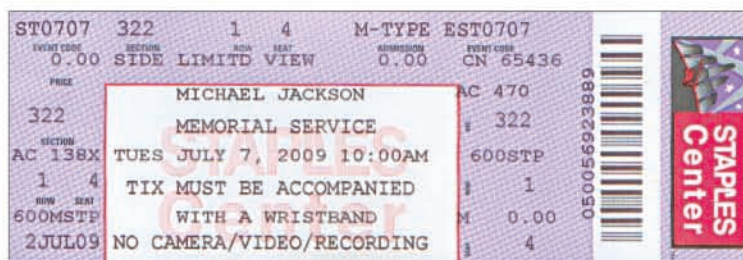 ST0707 322 1 4 M-TYPE EST0707
EVENT CODE SECTION ROW SEAT ADMISSION EVENT CODE
0.00 SIDE LIMITD VIEW 0.00 CN 65436
PRICE
MICHAEL JACKSON AC 470
322 MEMORIAL SERVICE 322
SECTION
AC 138X TUES JULY 7, 2009 10:00AM 600STP
1 4 TIX MUST BE ACCOMPANIED 1
ROW SEAT
600MSTP WITH A WRISTBAND M 0.00
2JUL09 NO CAMERA/VIDEO/RECORDING 4
STAPLES
Center
050056923889
STAPLES
Center